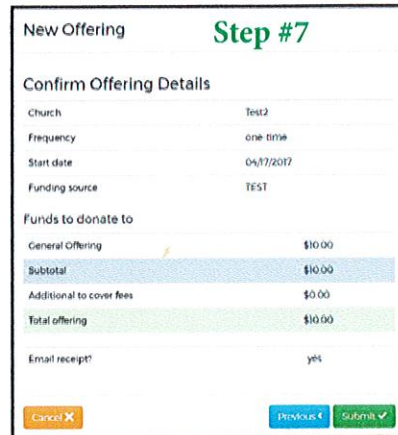 New Offering Step #7
Confirm Offering Details
Church Test2
Frequency one-time
Start date 04/17/2017
Funding source TEST
Funds to donate to
General Offering $10.00
Subtotal $10.00
Additional to cover fees $0.00
Total offering $10.00
Email receipt? yes
Cancel X Previous Submit ✔